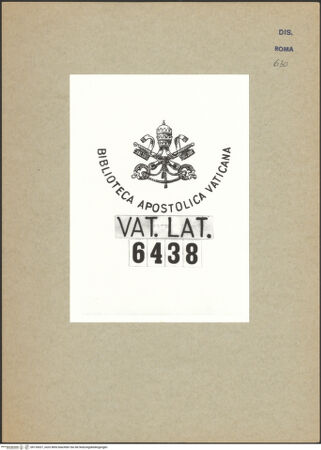 DIS.
ROMA
630
BIBLIOTECA APOSTOLICA VATICANA
VAT. LAT.
6438